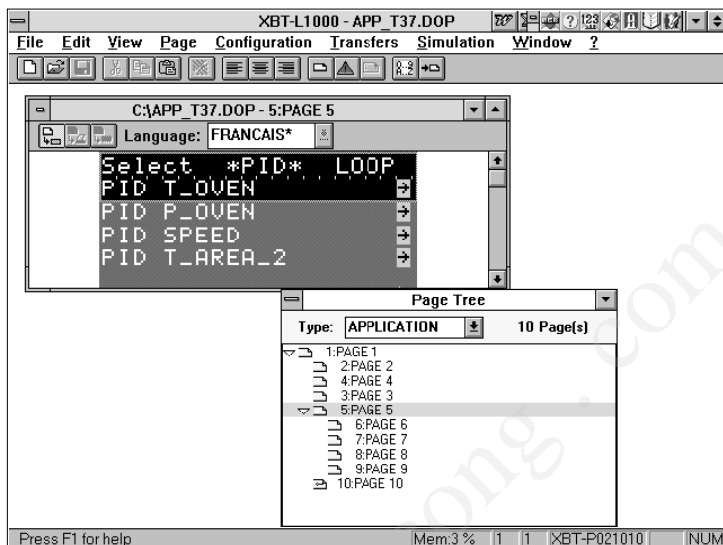 XBT-L1000 - APP_T37.DOP
File Edit View Page Configuration Transfers Simulation Window ?
C:\APP_T37.DOP - 5:PAGE 5
Language: FRANCAIS*
Select *PID* LOOP
PID T_OVEN
PID P_OVEN
PID SPEED
PID T_AREA_2
Page Tree
Type: APPLICATION 10 Page(s)
1:PAGE 1
2:PAGE 2
4:PAGE 4
3:PAGE 3
5:PAGE 5
6:PAGE 6
7:PAGE 7
8:PAGE 8
9:PAGE 9
10:PAGE 10
Press F1 for help Mem:3 % 1 1 XBT-P021010 NUM